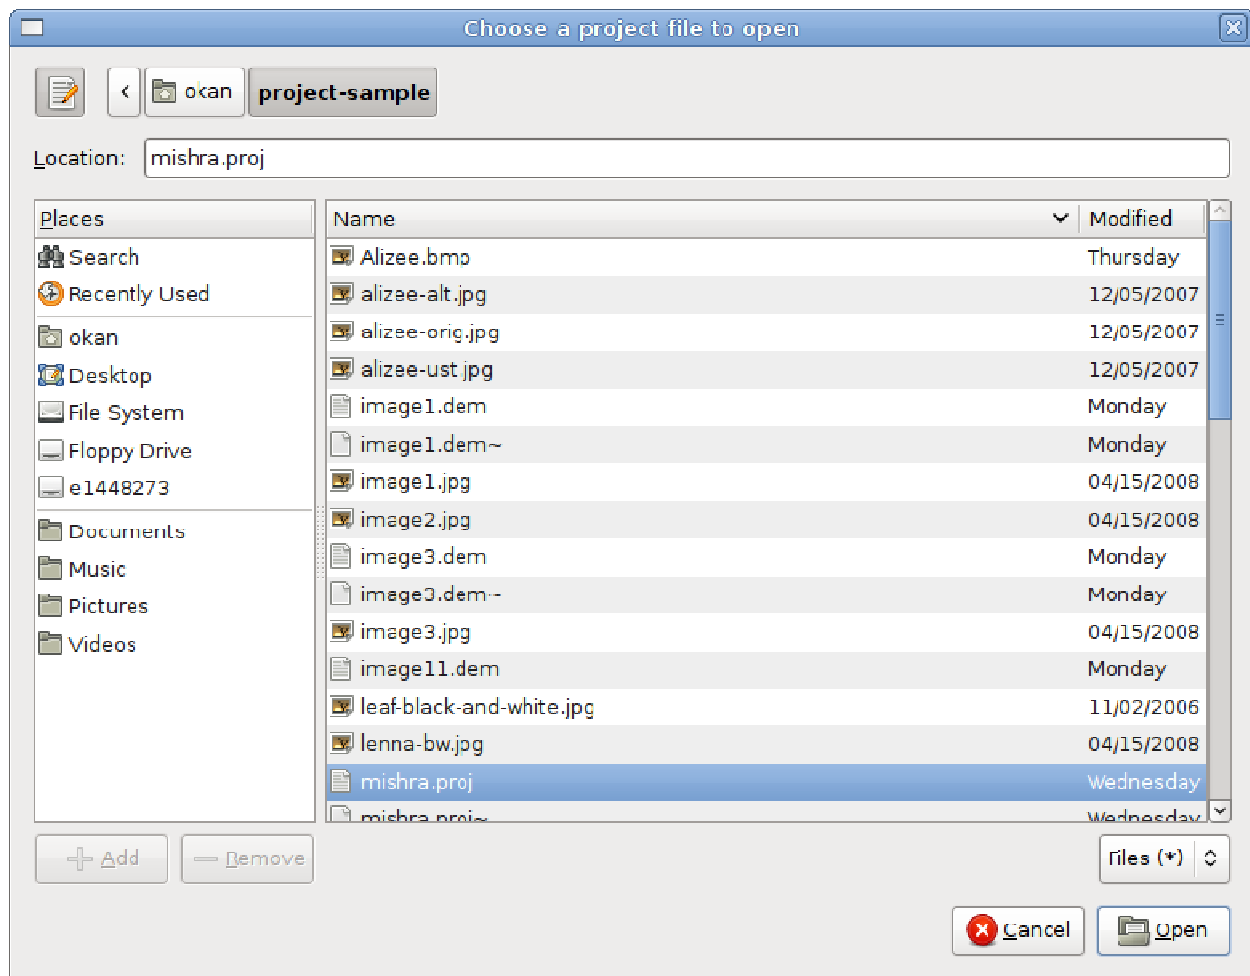 Choose a project file to open
okan project-sample
Location: mishra.proj
Places
Search
Recently Used
okan
Desktop
File System
Floppy Drive
e1448273
Documents
Music
Pictures
Videos
Name Modified
Alizee.bmp Thursday
alizee-alt.jpg 12/05/2007
alizee-orig.jpg 12/05/2007
alizee-ust.jpg 12/05/2007
image1.dem Monday
image1.dem~ Monday
image1.jpg 04/15/2008
image2.jpg 04/15/2008
image3.dem Monday
image3.dem~ Monday
image3.jpg 04/15/2008
image11.dem Monday
leaf-black-and-white.jpg 11/02/2006
lenna-bw.jpg 04/15/2008
mishra.proj Wednesday
mishra.proj~ Wednesday
Add Remove Files (*)
Cancel Open